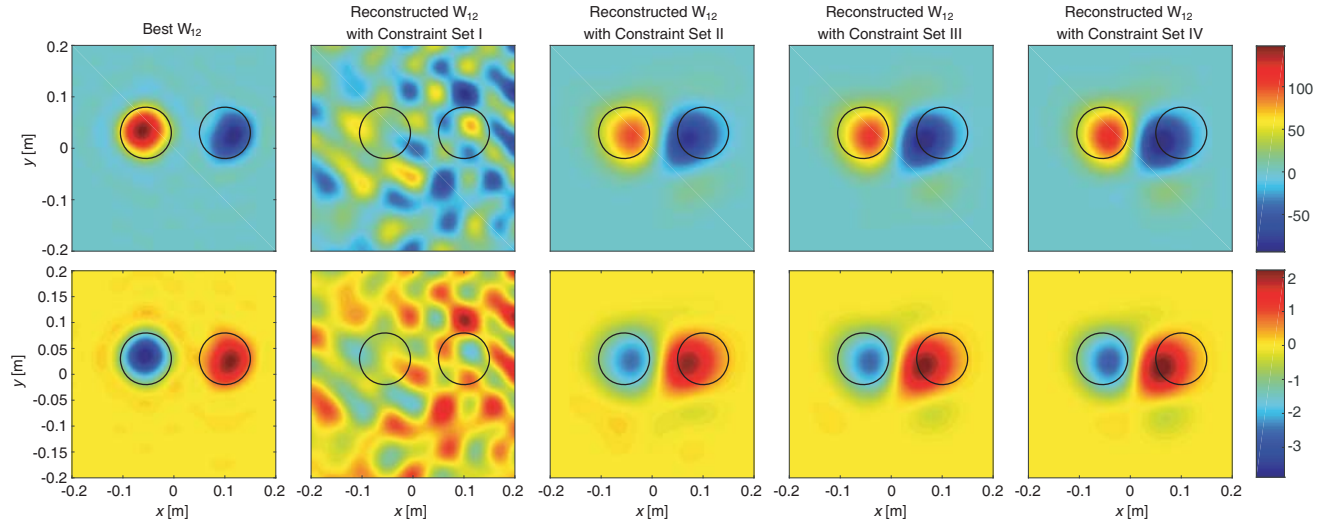 Best W12
Reconstructed W12
with Constraint Set I
Reconstructed W12
with Constraint Set II
Reconstructed W12
with Constraint Set III
Reconstructed W12
with Constraint Set IV
0.2
0.1
0
-0.1
-0.2
y [m]
100
50
0
-50
0.2
0.15
0.1
0.05
0
-0.05
-0.1
-0.15
-0.2
y [m]
2
1
0
-1
-2
-3
-0.2 -0.1 0 0.1 0.2
-0.2 -0.1 0 0.1 0.2
-0.2 -0.1 0 0.1 0.2
-0.2 -0.1 0 0.1 0.2
-0.2 -0.1 0 0.1 0.2
x [m] x [m] x [m] x [m] x [m]